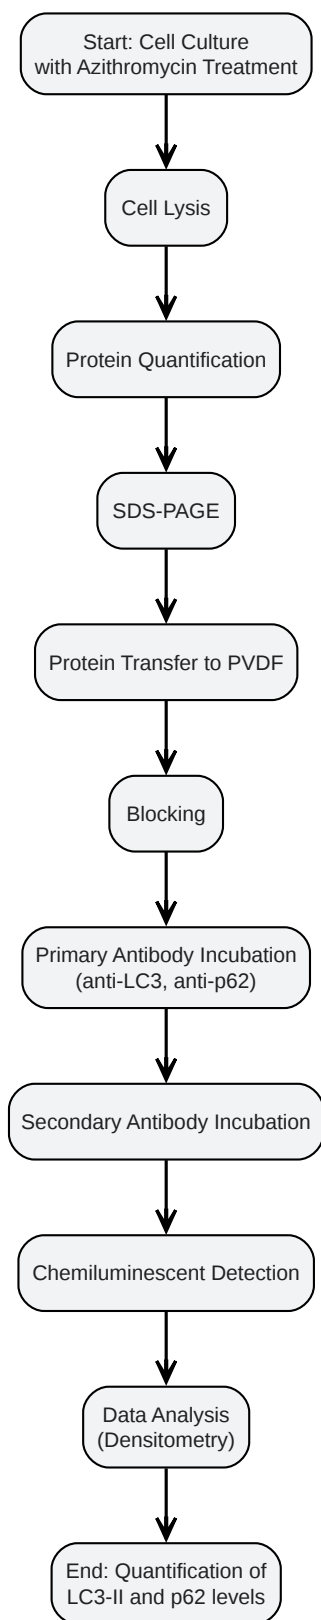 Start: Cell Culture
with Azithromycin Treatment
Cell Lysis
Protein Quantification
SDS-PAGE
Protein Transfer to PVDF
Blocking
Primary Antibody Incubation
(anti-LC3, anti-p62)
Secondary Antibody Incubation
Chemiluminescent Detection
Data Analysis
(Densitometry)
End: Quantification of
LC3-II and p62 levels